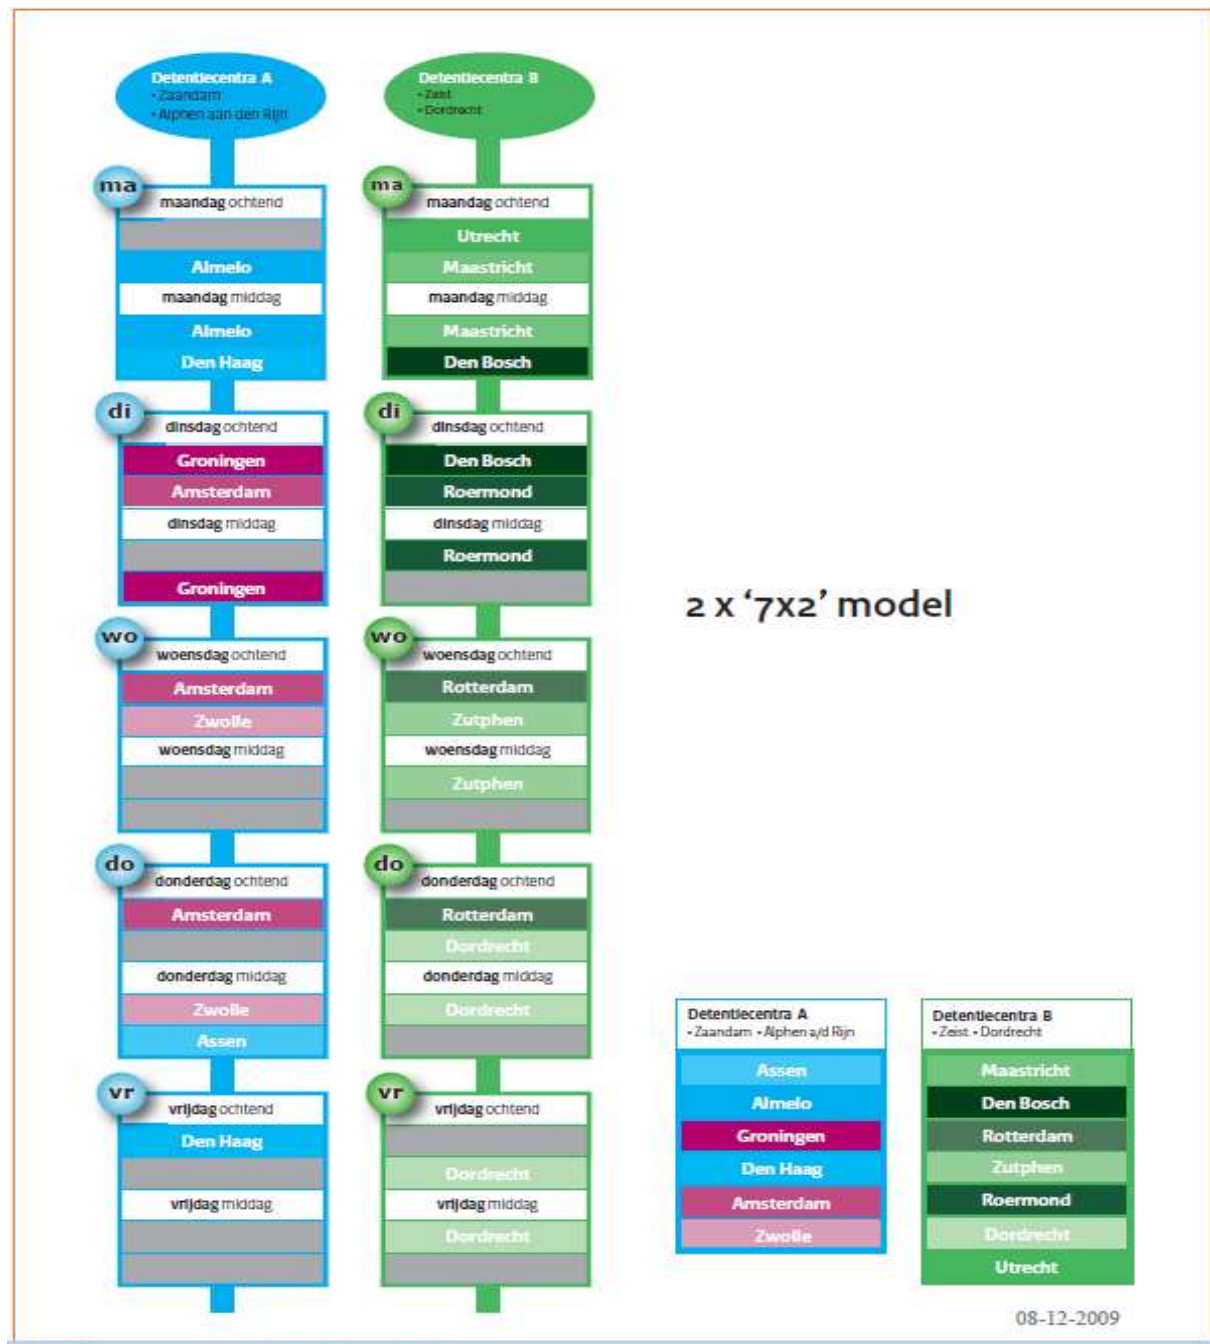 Detentiecentra A
• Zaandam
• Alphen aan den Rijn
ma
maandag ochtend
Almelo
maandag middag
Almelo
Den Haag
di
dinsdag ochtend
Groningen
Amsterdam
dinsdag middag
Groningen
wo
woensdag ochtend
Amsterdam
Zwolle
woensdag middag
do
donderdag ochtend
Amsterdam
donderdag middag
Zwolle
Assen
vr
vrijdag ochtend
Den Haag
vrijdag middag
Detentiecentra B
• Zeist
• Dordrecht
ma
maandag ochtend
Utrecht
Maastricht
maandag middag
Maastricht
Den Bosch
di
dinsdag ochtend
Den Bosch
Roermond
dinsdag middag
Roermond
wo
woensdag ochtend
Rotterdam
Zutphen
woensdag middag
Zutphen
do
donderdag ochtend
Rotterdam
Dordrecht
donderdag middag
Dordrecht
vr
vrijdag ochtend
Dordrecht
vrijdag middag
Dordrecht
2 x ‘7x2’ model
Detentiecentra A
• Zaandam • Alphen a/d Rijn
Assen
Almelo
Groningen
Den Haag
Amsterdam
Zwolle
Detentiecentra B
• Zeist • Dordrecht
Maastricht
Den Bosch
Rotterdam
Zutphen
Roermond
Dordrecht
Utrecht
08-12-2009